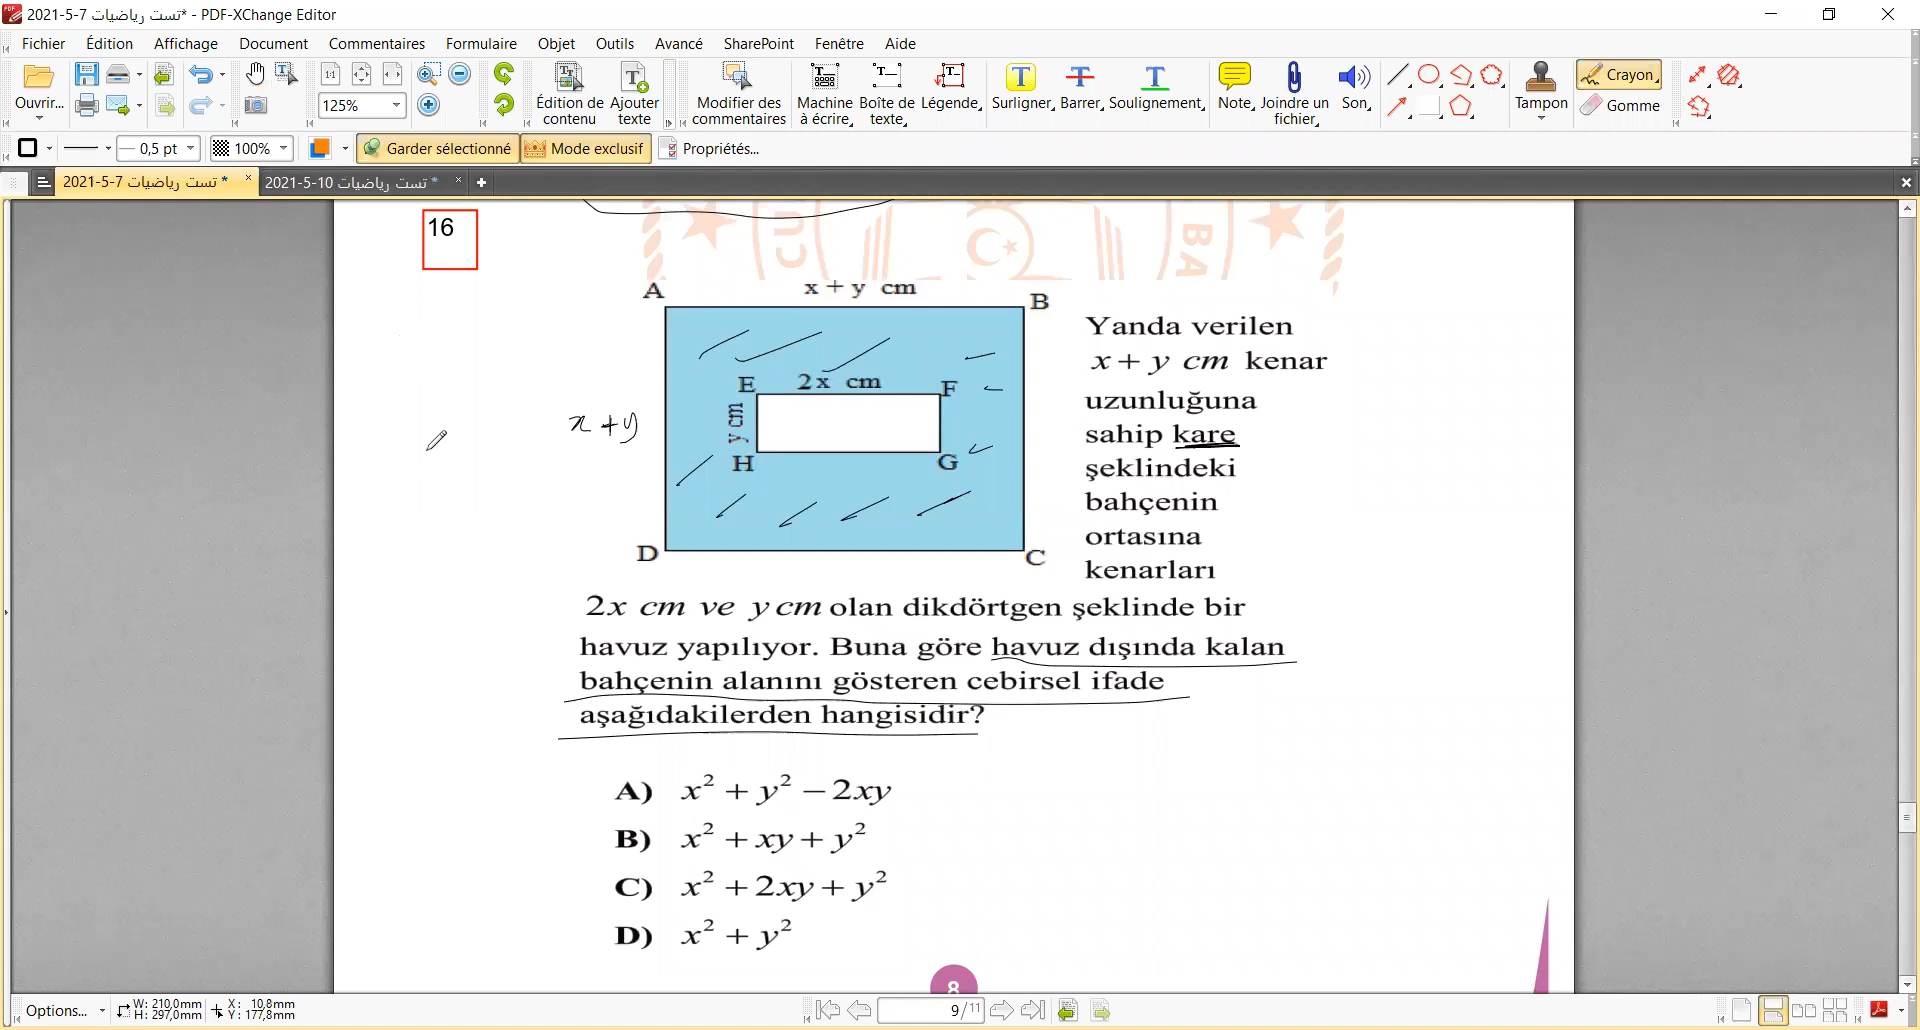 2021-5-7 تست رياضيات* - PDF-XChange Editor
Fichier Édition Affichage Document Commentaires Formulaire Objet Outils Avancé SharePoint Fenêtre Aide
Ouvrir...
125%
Édition de contenu
Ajouter texte
Modifier des commentaires
Machine à écrire
Boîte de texte
Légende
Surligner
Barrer
Soulignement
Note
Joindre un fichier
Son
Tampon
Crayon
Gomme
0,5 pt 100% Garder sélectionné Mode exclusif Propriétés...
2021-5-7 تست رياضيات * 2021-5-10 تست رياضيات *
16
A x + y cm B
E 2x cm F
y cm
x + y
H G
D C
Yanda verilen
x + y cm kenar
uzunluğuna
sahip kare
şeklindeki
bahçenin
ortasına
kenarları
2x cm ve y cm olan dikdörtgen şeklinde bir
havuz yapılıyor. Buna göre havuz dışında kalan
bahçenin alanını gösteren cebirsel ifade
aşağıdakilerden hangisidir?
A) x² + y² − 2xy
B) x² + xy + y²
C) x² + 2xy + y²
D) x² + y²
8
Options... W: 210,0mm X: 10,8mm 9/11
H: 297,0mm Y: 177,8mm